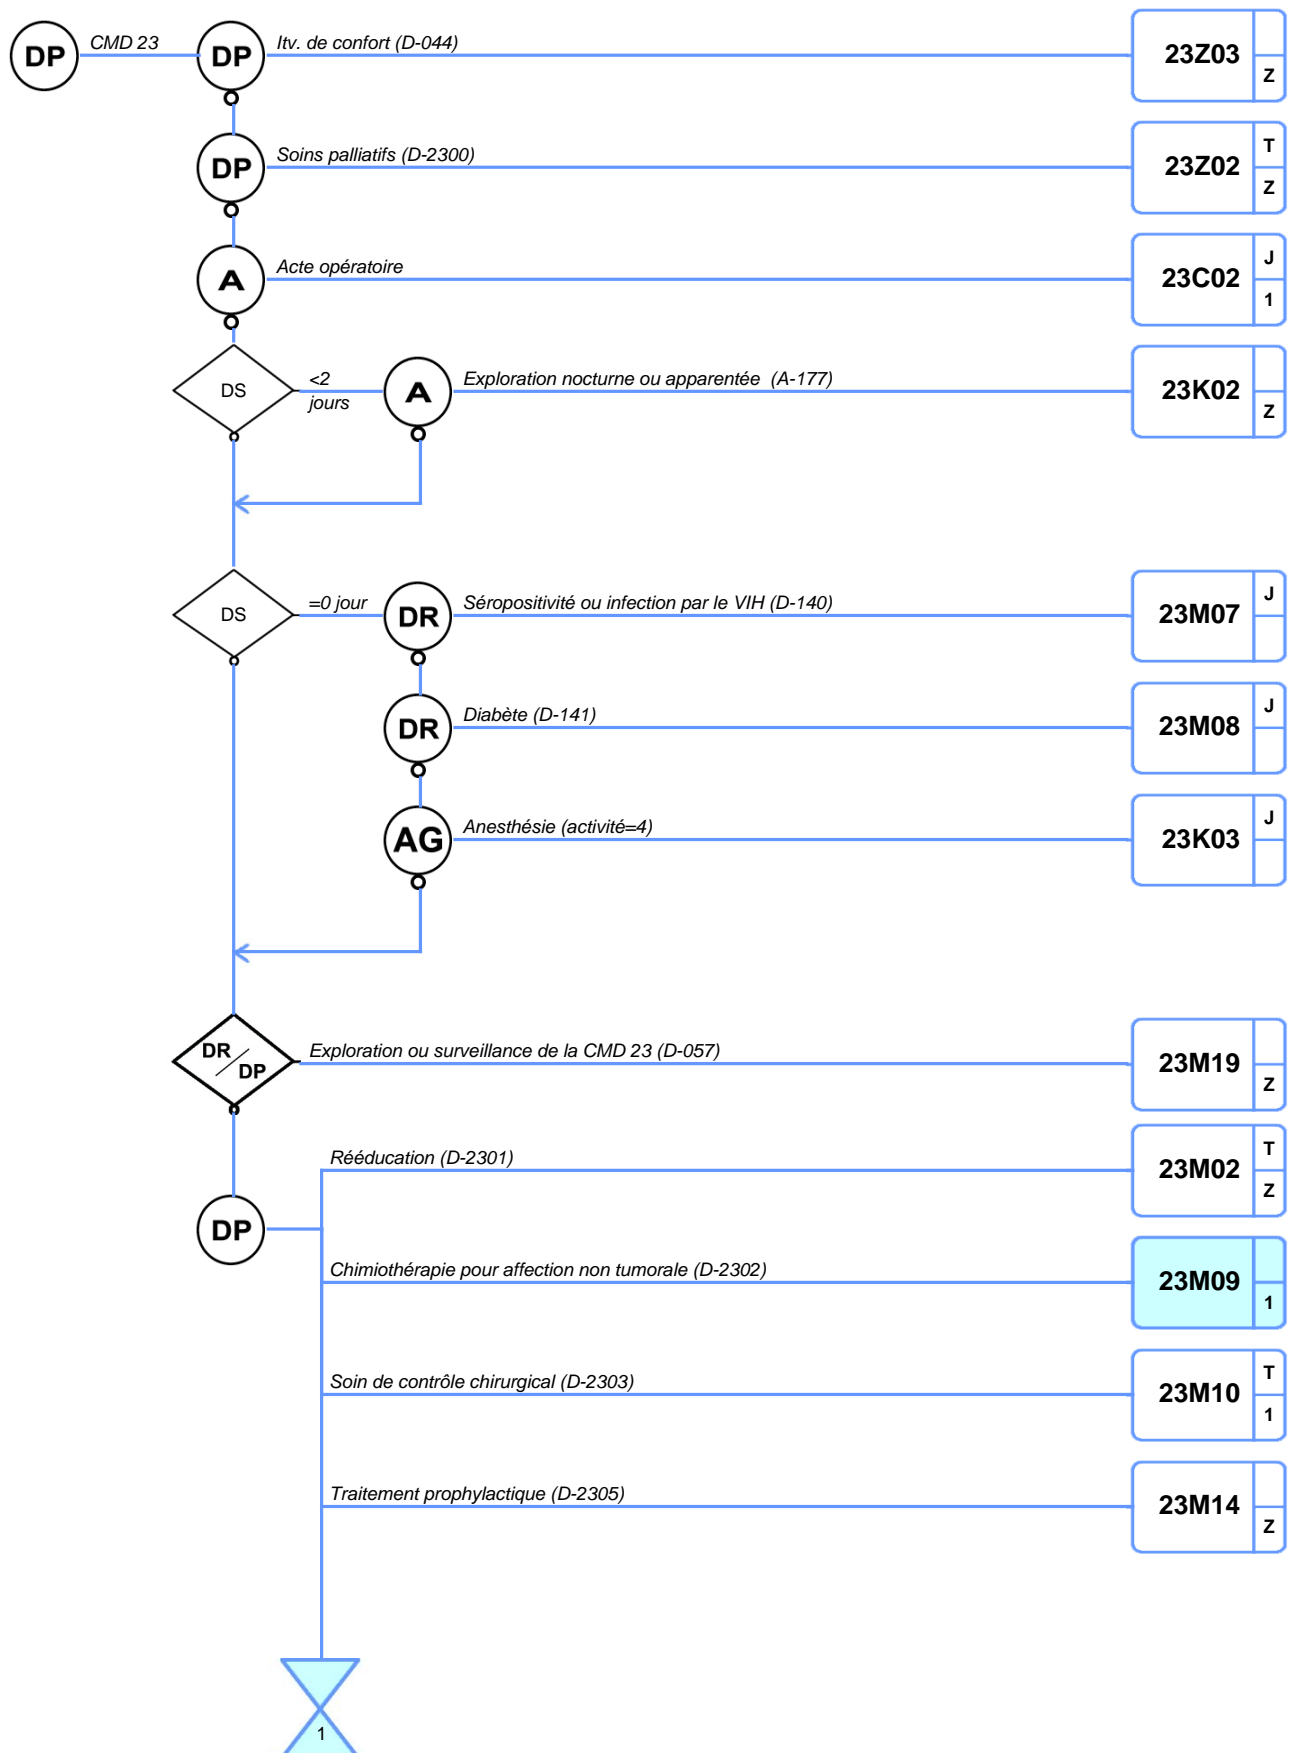 DP
CMD 23
DP
Itv. de confort (D-044)
23Z03
Z
DP
Soins palliatifs (D-2300)
23Z02
T
Z
A
Acte opératoire
23C02
J
1
DS
<2
jours
A
Exploration nocturne ou apparentée (A-177)
23K02
Z
DS
=0 jour
DR
Séropositivité ou infection par le VIH (D-140)
23M07
J
DR
Diabète (D-141)
23M08
J
AG
Anesthésie (activité=4)
23K03
J
DR/DP
Exploration ou surveillance de la CMD 23 (D-057)
23M19
Z
Rééducation (D-2301)
23M02
T
Z
DP
Chimiothérapie pour affection non tumorale (D-2302)
23M09
1
Soin de contrôle chirurgical (D-2303)
23M10
T
1
Traitement prophylactique (D-2305)
23M14
Z
1